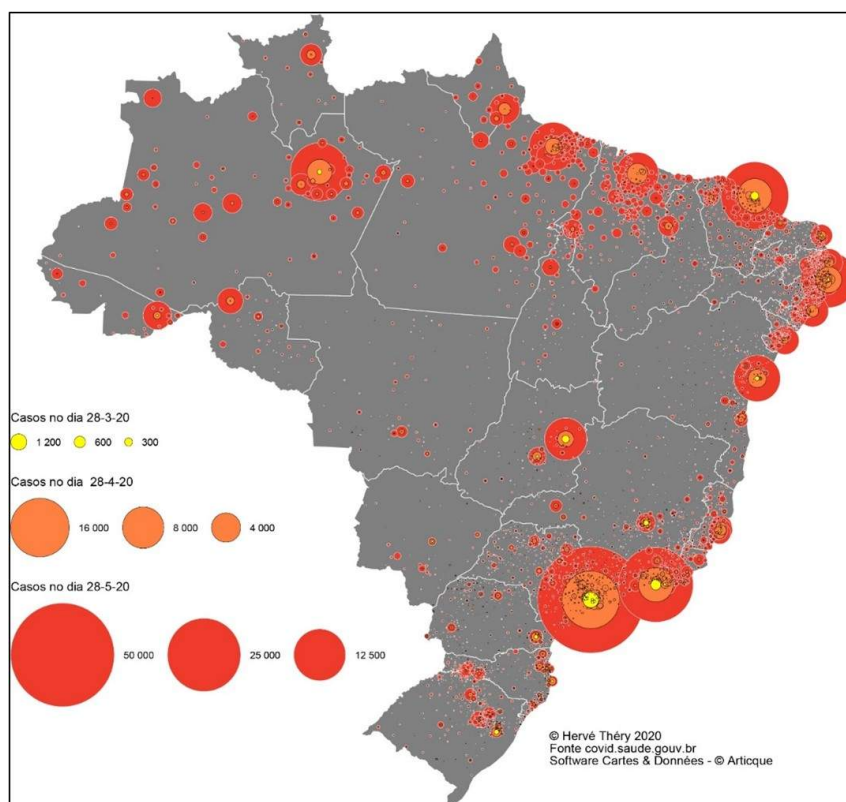 Casos no dia 28-3-20
1 200 600 300
Casos no dia 28-4-20
16 000 8 000 4 000
Casos no dia 28-5-20
50 000 25 000 12 500
© Hervé Théry 2020
Fonte covid.saude.gouv.br
Software Cartes & Données - © Articque